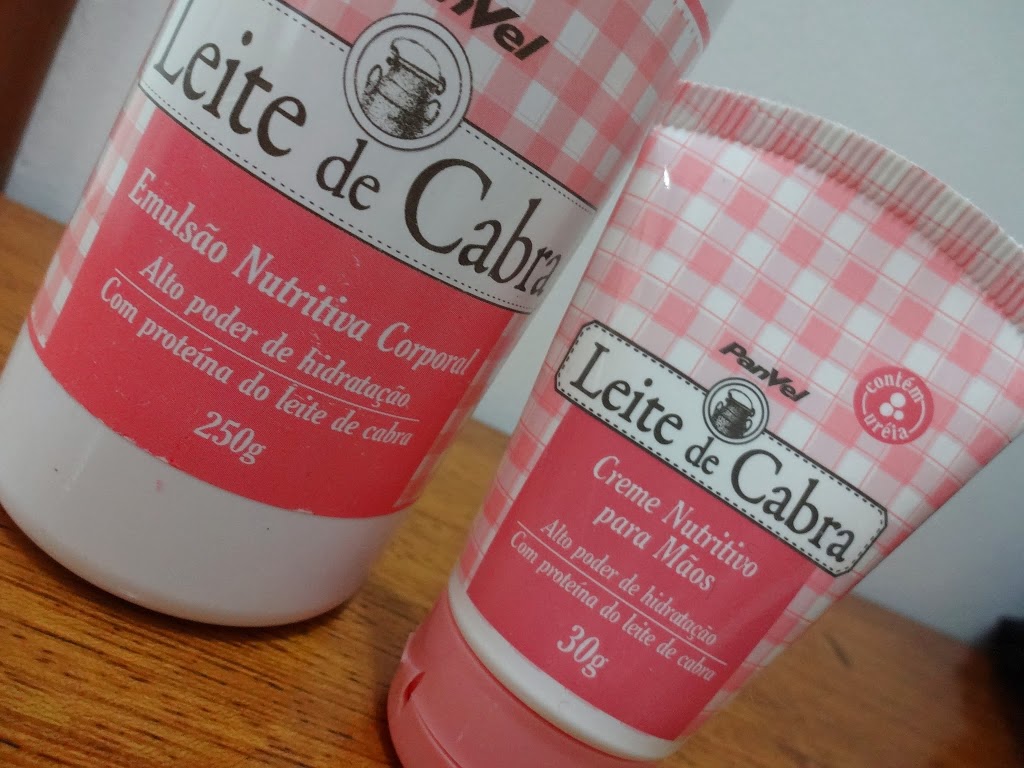 PanVel
Leite de Cabra
Emulsão Nutritiva Corporal
Alto poder de hidratação
Com proteína do leite de cabra
250g
PanVel
contém
uréia
Leite de Cabra
Creme Nutritivo
para Mãos
Alto poder de hidratação
Com proteína do leite de cabra
30g